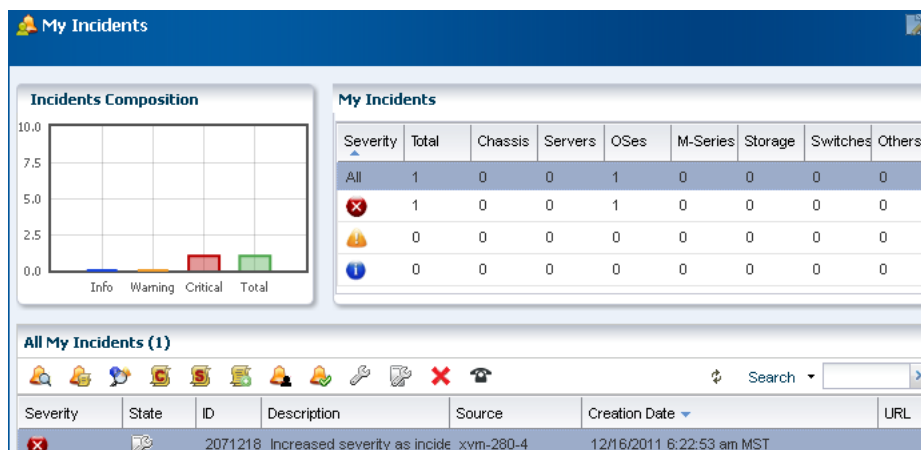 My Incidents
Incidents Composition
10.0
7.5
5.0
2.5
0.0
Info Warning Critical Total
My Incidents
Severity Total Chassis Servers OSes M-Series Storage Switches Others
All 1 0 0 1 0 0 0 0
1 0 0 1 0 0 0 0
0 0 0 0 0 0 0 0
0 0 0 0 0 0 0 0
All My Incidents (1)
C S Search
Severity State ID Description Source Creation Date URL
2071218 Increased severity as incide xvm-280-4 12/16/2011 6:22:53 am MST